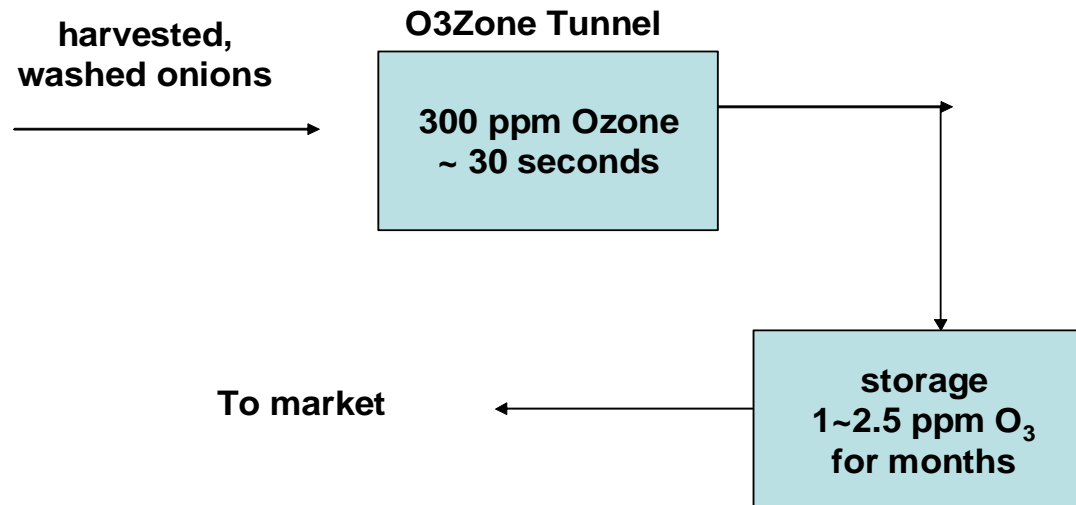 harvested,
washed onions
O3Zone Tunnel
300 ppm Ozone
~ 30 seconds
storage
1~2.5 ppm O₃
for months
To market